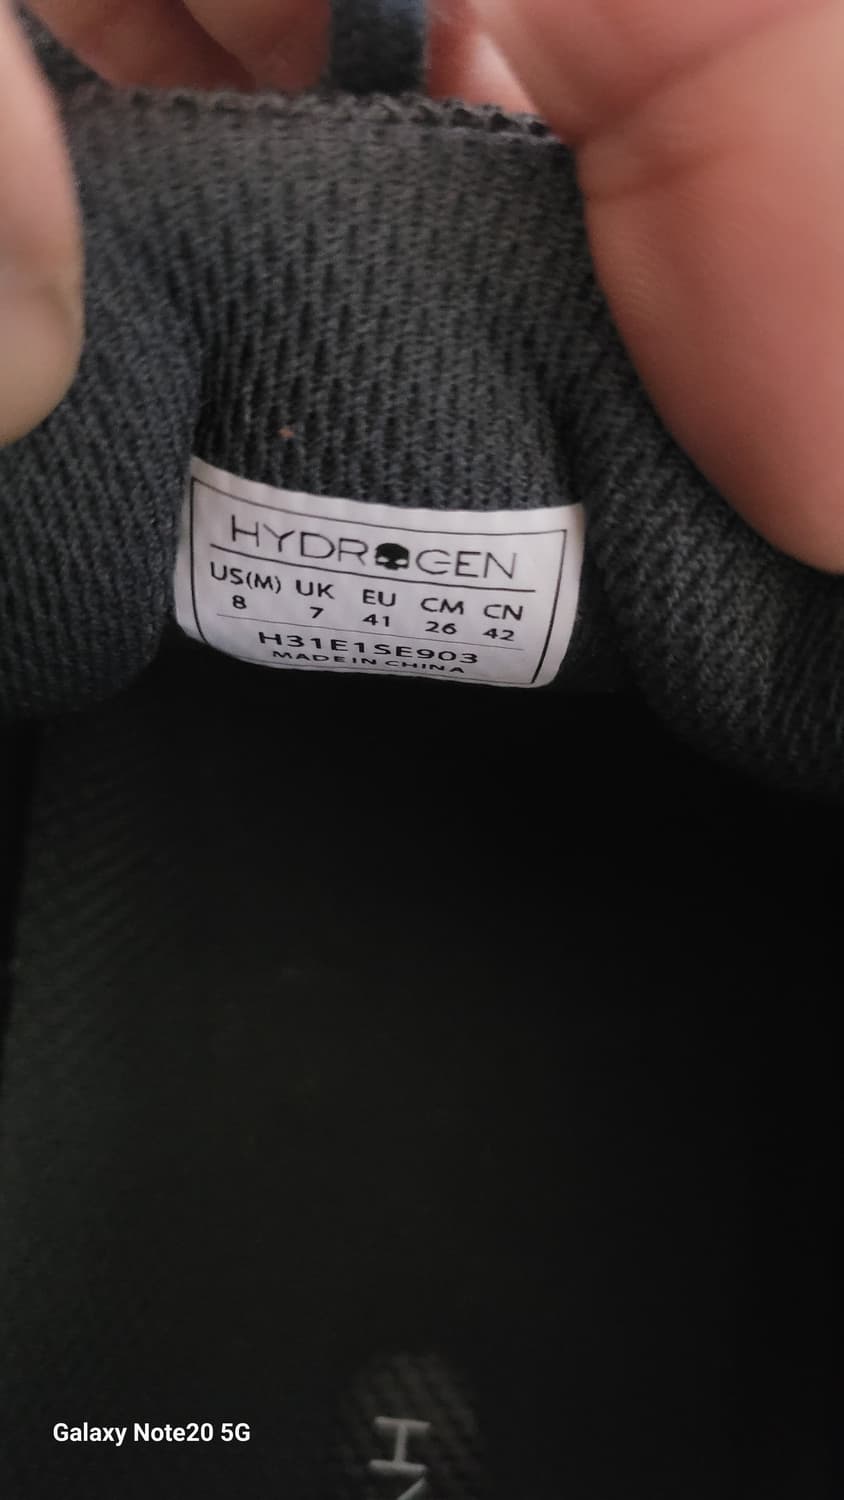 HYDROGEN
US(M) UK EU CM CN
8 7 41 26 42
H31E1SE903
MADE IN CHINA
Galaxy Note20 5G